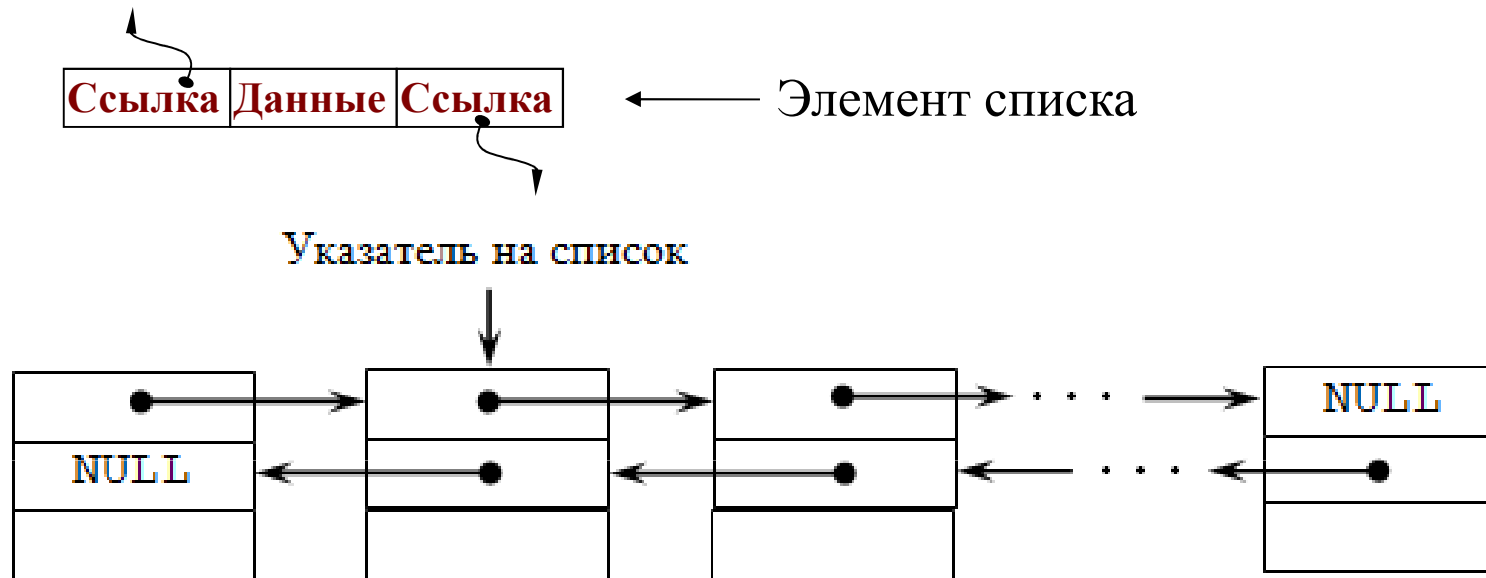 Ссылка Данные Ссылка
Элемент списка
Указатель на список
NULL
NULL